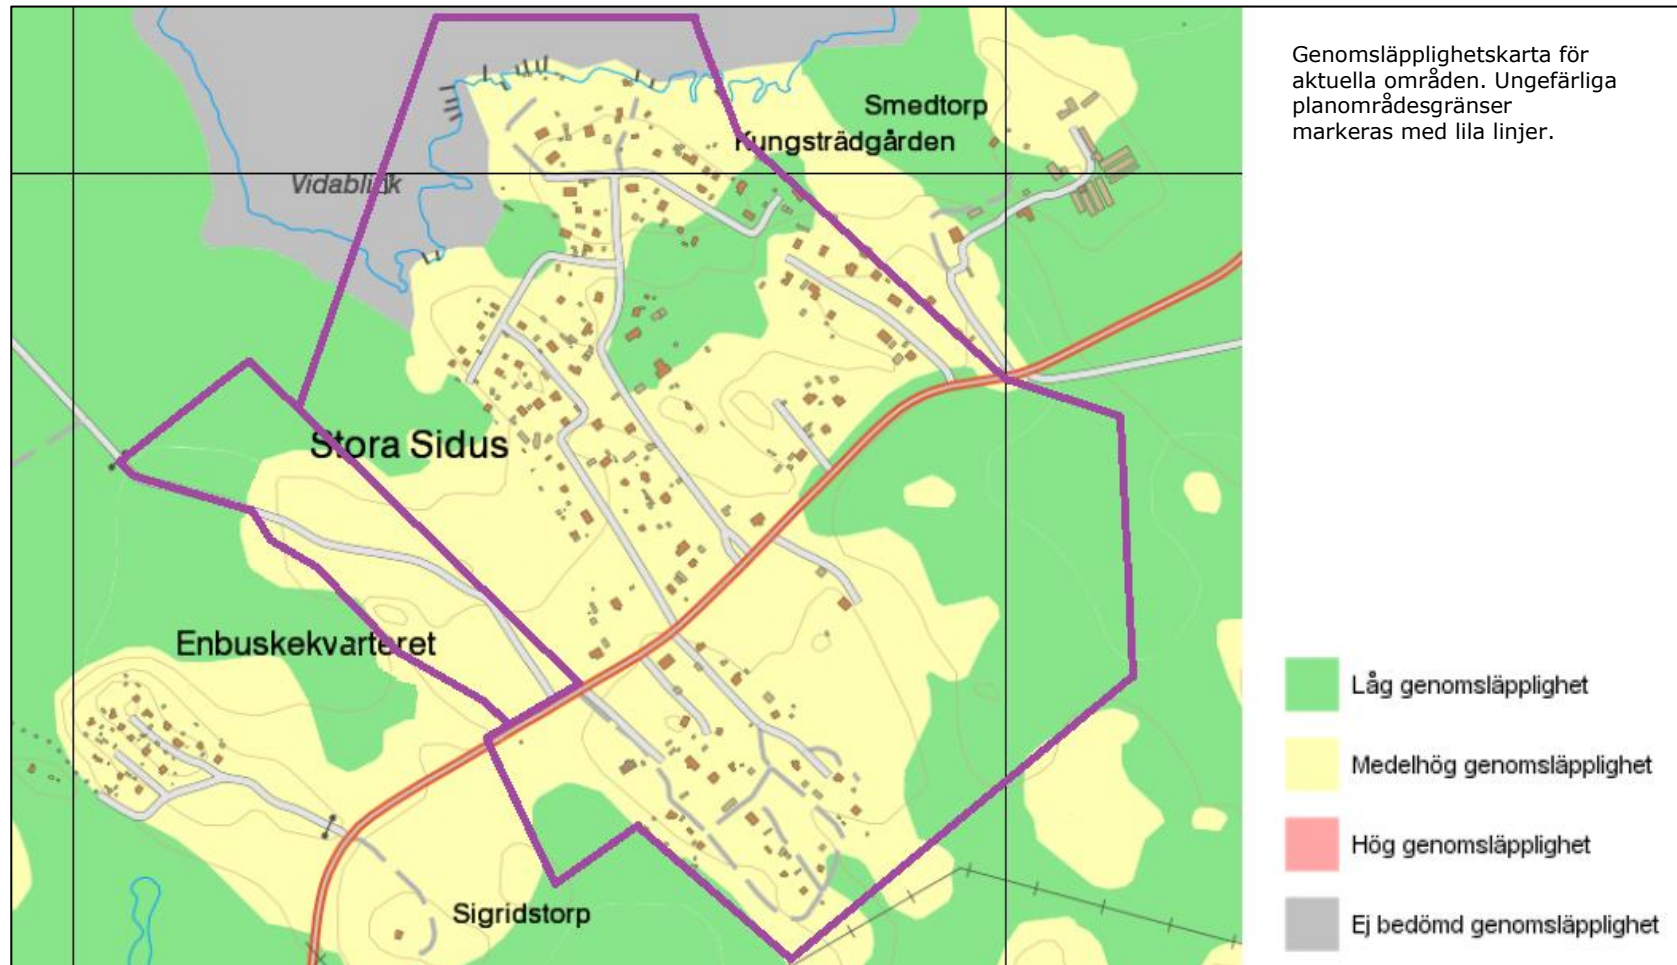 Genomsläpplighetskarta för
aktuella områden. Ungefärliga
planområdesgränser
markeras med lila linjer.
Smedtorp
Kungsträdgården
Vidablick
Stora Sidus
Enbuskekvarteret
Sigridstorp
Låg genomsläpplighet
Medelhög genomsläpplighet
Hög genomsläpplighet
Ej bedömd genomsläpplighet